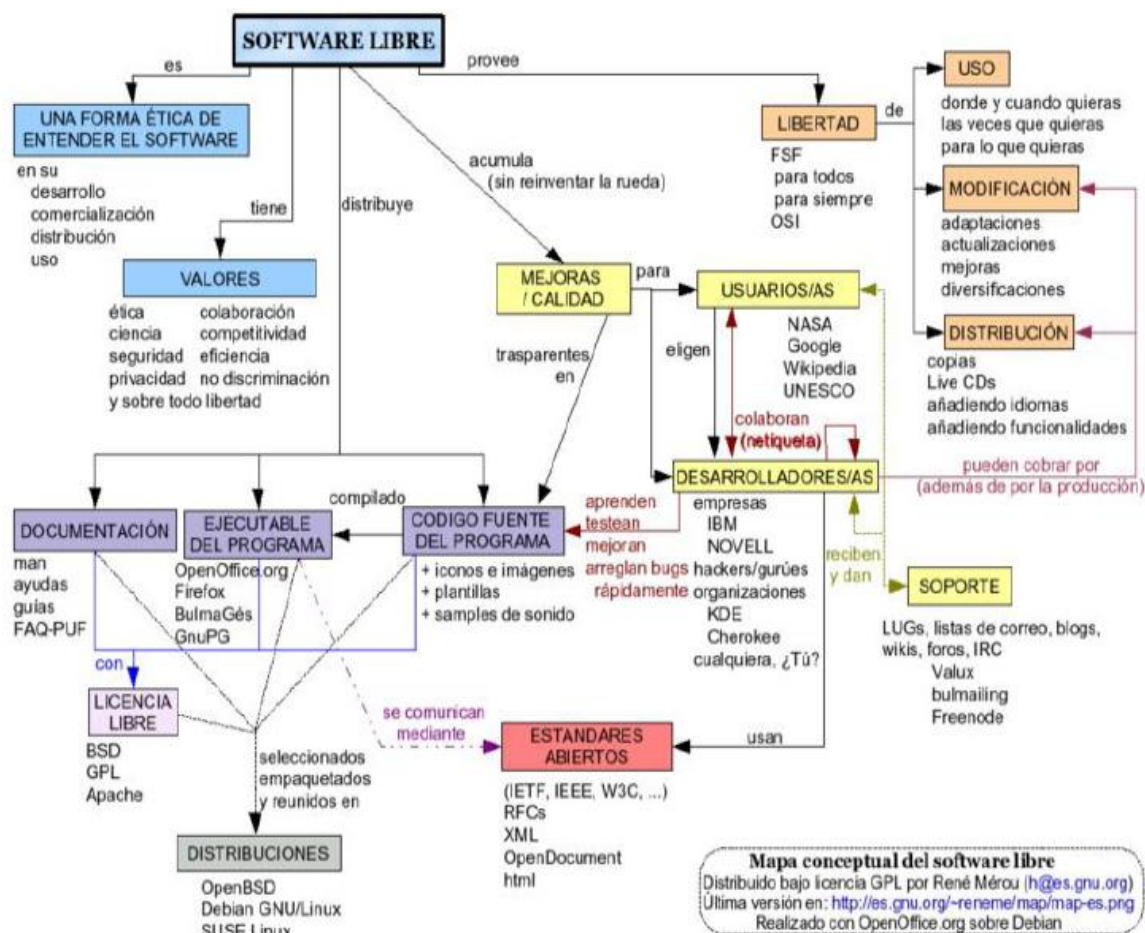 SOFTWARE LIBRE
es
provee
UNA FORMA ÉTICA DE
ENTENDER EL SOFTWARE
en su
desarrollo
comercialización
distribución
uso
tiene
VALORES
ética colaboración
ciencia competitividad
seguridad eficiencia
privacidad no discriminación
y sobre todo libertad
distribuye
acumula
(sin reinventar la rueda)
LIBERTAD
FSF
para todos
para siempre
OSI
de
USO
donde y cuando quieras
las veces que quieras
para lo que quieras
MODIFICACIÓN
adaptaciones
actualizaciones
mejoras
diversificaciones
DISTRIBUCIÓN
copias
Live CDs
añadiendo idiomas
añadiendo funcionalidades
MEJORAS
/ CALIDAD
para
trasparentes
en
USUARIOS/AS
NASA
Google
Wikipedia
UNESCO
eligen
colaboran
(netiqueta)
DESARROLLADORES/AS
empresas
IBM
NOVELL
hackers/gurúes
organizaciones
KDE
Cherokee
cualquiera, ¿Tú?
pueden cobrar por
(además de por la producción)
reciben
y dan
SOPORTE
LUGs, listas de correo, blogs,
wikis, foros, IRC
Valux
bulmailing
Freenode
aprenden
testean
mejoran
arreglan bugs
rápidamente
DOCUMENTACIÓN
man
ayudas
guías
FAQ-PUF
compilado
EJECUTABLE
DEL PROGRAMA
OpenOffice.org
Firefox
BulmaGés
GnuPG
CODIGO FUENTE
DEL PROGRAMA
+ iconos e imágenes
+ plantillas
+ samples de sonido
con
LICENCIA
LIBRE
BSD
GPL
Apache
seleccionados
empaquetados
y reunidos en
DISTRIBUCIONES
OpenBSD
Debian GNU/Linux
SUSE Linux
se comunican
mediante
usan
ESTANDARES
ABIERTOS
(IETF, IEEE, W3C, ...)
RFCs
XML
OpenDocument
html
Mapa conceptual del software libre
Distribuido bajo licencia GPL por René Mérou (h@es.gnu.org)
Última versión en: http://es.gnu.org/~reneme/map/map-es.png
Realizado con OpenOffice.org sobre Debian